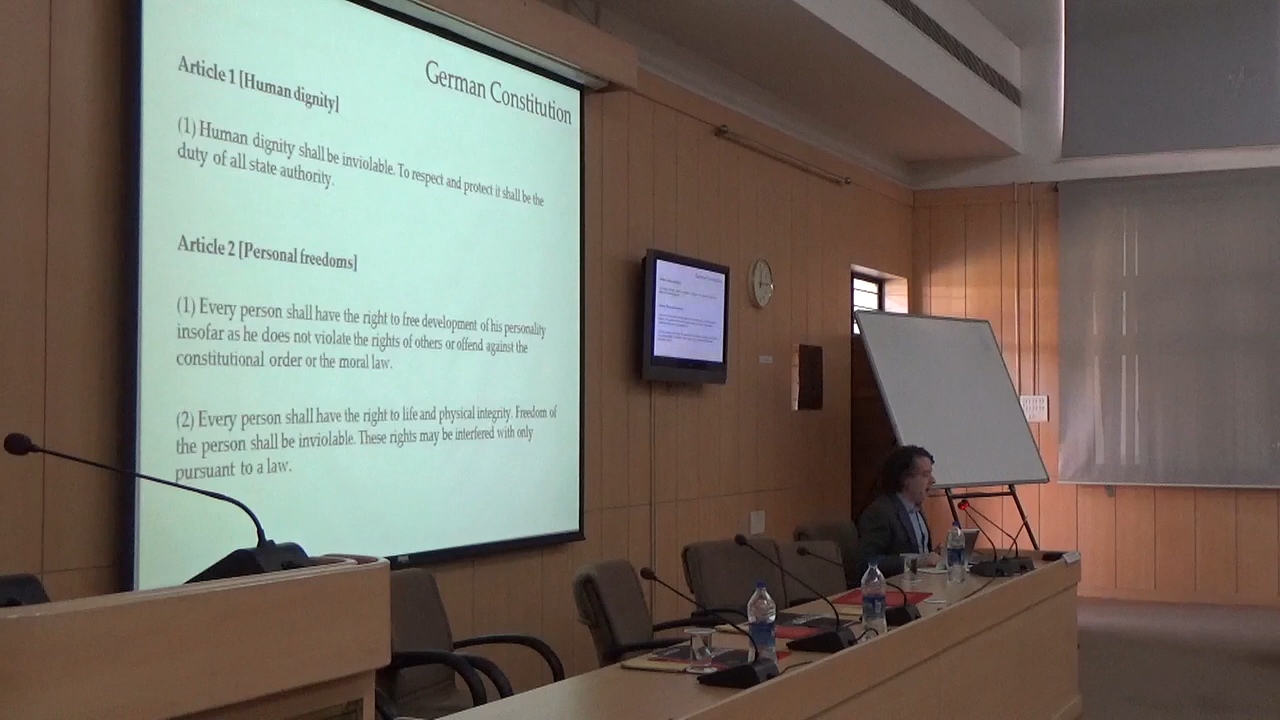 German Constitution
Article 1 [Human dignity]
(1) Human dignity shall be inviolable. To respect and protect it shall be the
duty of all state authority.
Article 2 [Personal freedoms]
(1) Every person shall have the right to free development of his personality
insofar as he does not violate the rights of others or offend against the
constitutional order or the moral law.
(2) Every person shall have the right to life and physical integrity. Freedom of
the person shall be inviolable. These rights may be interfered with only
pursuant to a law.